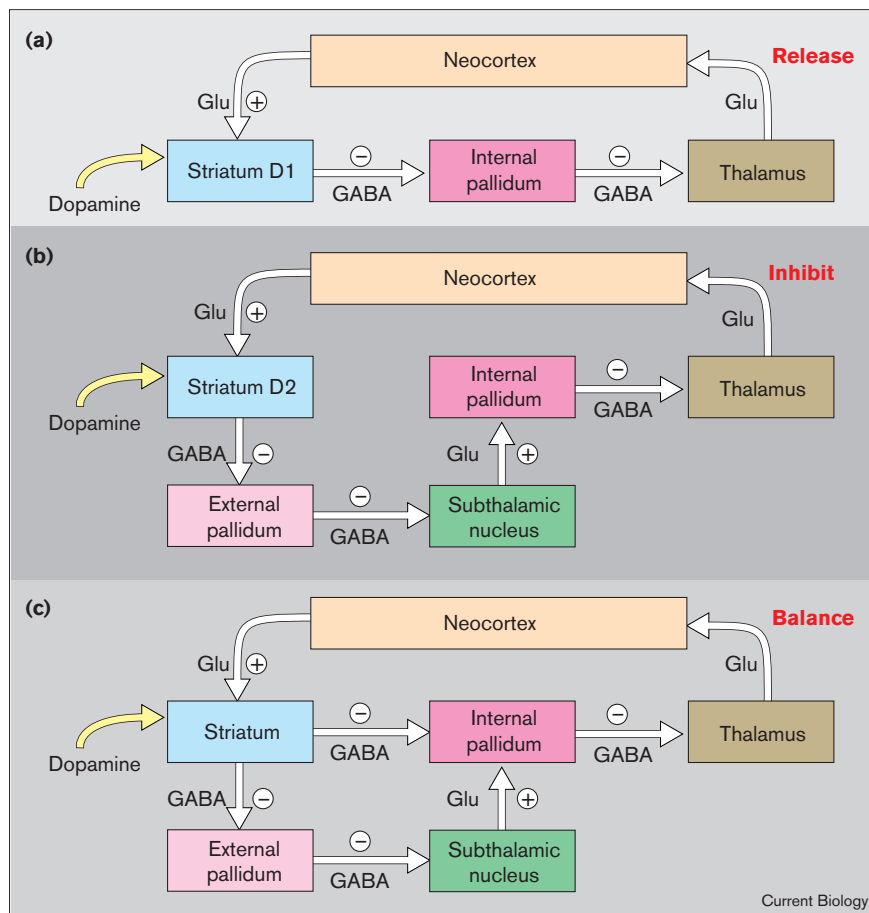 (a)
Neocortex
Release
Glu
+
Glu
Dopamine
Striatum D1
−
GABA
Internal
pallidum
−
GABA
Thalamus
(b)
Neocortex
Inhibit
Glu
+
Glu
Dopamine
Striatum D2
Internal
pallidum
−
GABA
Thalamus
GABA
−
Glu
+
External
pallidum
−
GABA
Subthalamic
nucleus
(c)
Neocortex
Balance
Glu
+
Glu
Dopamine
Striatum
−
GABA
Internal
pallidum
−
GABA
Thalamus
GABA
−
Glu
+
External
pallidum
−
GABA
Subthalamic
nucleus
Current Biology